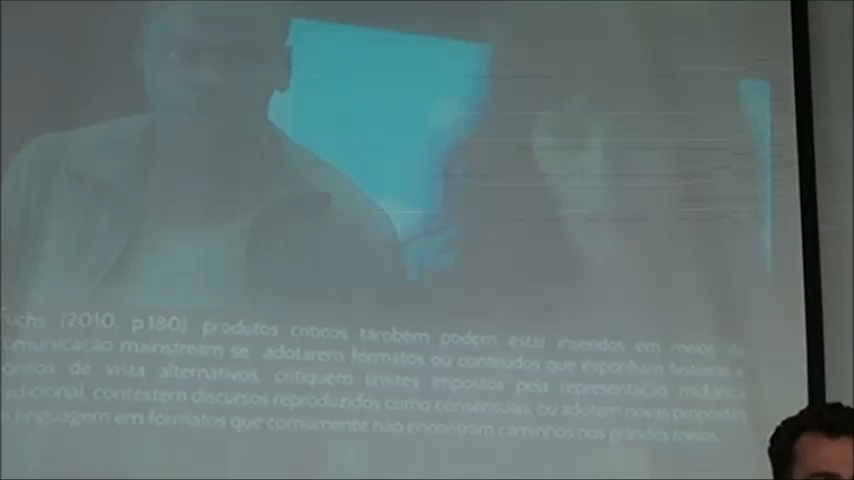 Fuchs (2010, p180) produtos críticos também podem estar inseridos em meios de
comunicação mainstream se adotarem formatos ou conteúdos que exponham histórias e
pontos de vista alternativos, critiquem limites impostos pela representação midiática
tradicional, contestem discursos reproduzidos como consensuais, ou adotem novas propostas
linguagem em formatos que comumente não encontram caminhos nos grandes meios.